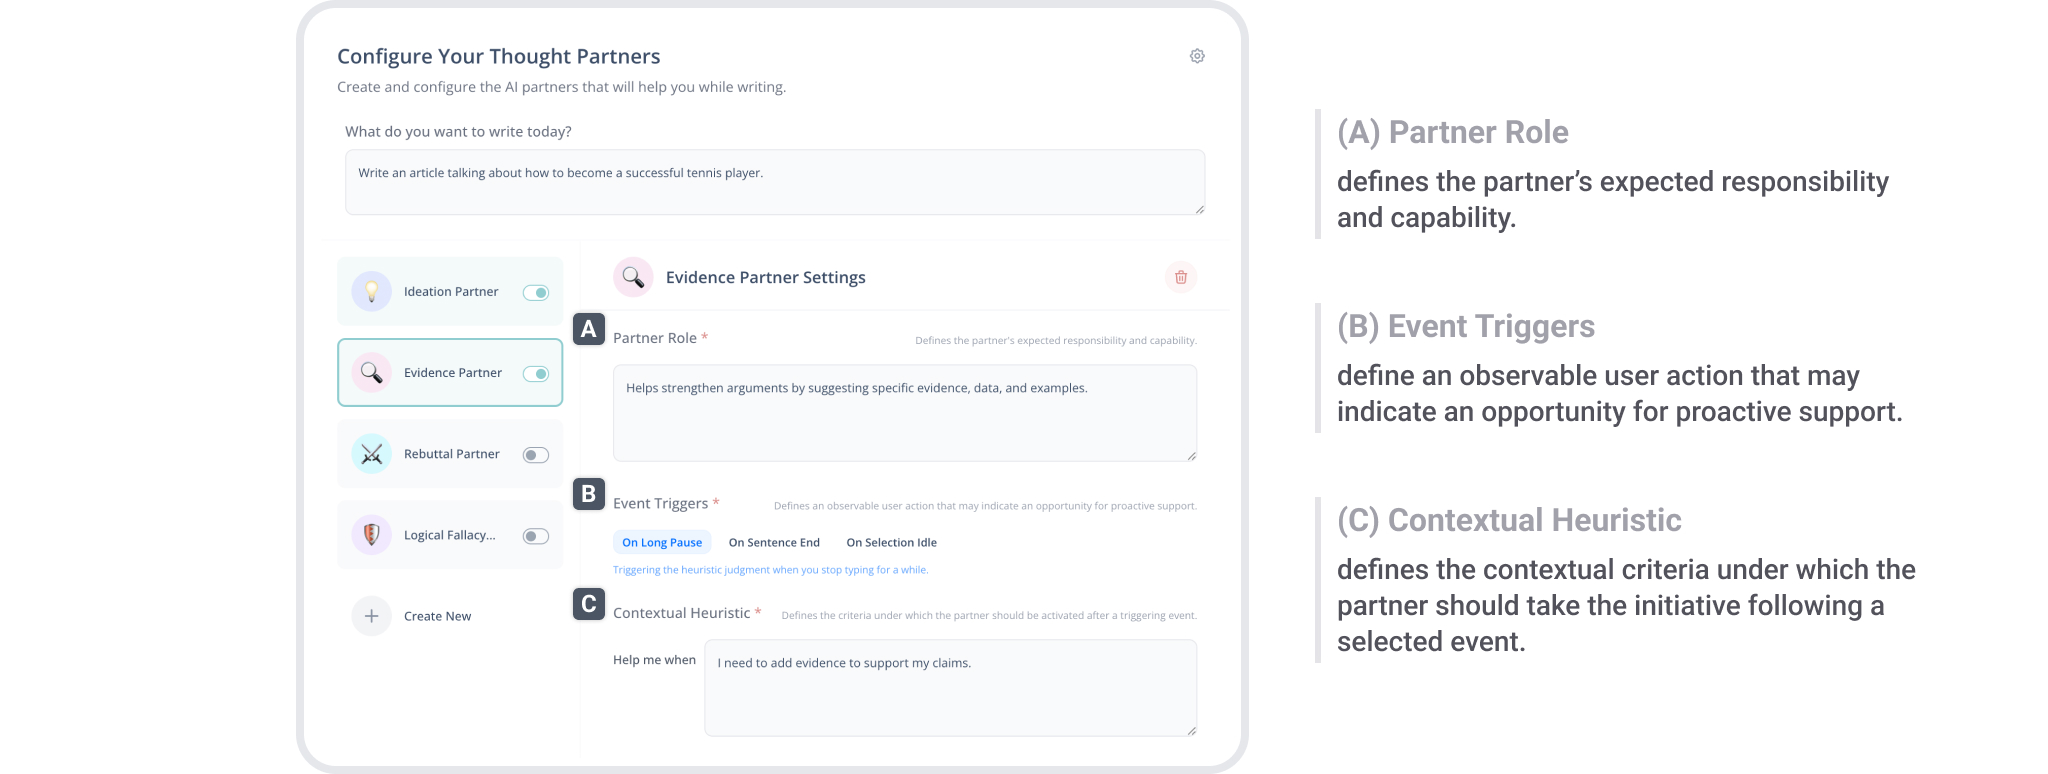 Configure Your Thought Partners
Create and configure the AI partners that will help you while writing.
What do you want to write today?
Write an article talking about how to become a successful tennis player.
Ideation Partner
Evidence Partner
Rebuttal Partner
Logical Fallacy...
Create New
Evidence Partner Settings
A
Partner Role *
Defines the partner's expected responsibility and capability.
Helps strengthen arguments by suggesting specific evidence, data, and examples.
B
Event Triggers *
Defines an observable user action that may indicate an opportunity for proactive support.
On Long Pause
On Sentence End
On Selection Idle
Triggering the heuristic judgment when you stop typing for a while.
C
Contextual Heuristic *
Defines the criteria under which the partner should be activated after a triggering event.
Help me when
I need to add evidence to support my claims.
(A) Partner Role
defines the partner’s expected responsibility
and capability.
(B) Event Triggers
define an observable user action that may
indicate an opportunity for proactive support.
(C) Contextual Heuristic
defines the contextual criteria under which the
partner should take the initiative following a
selected event.